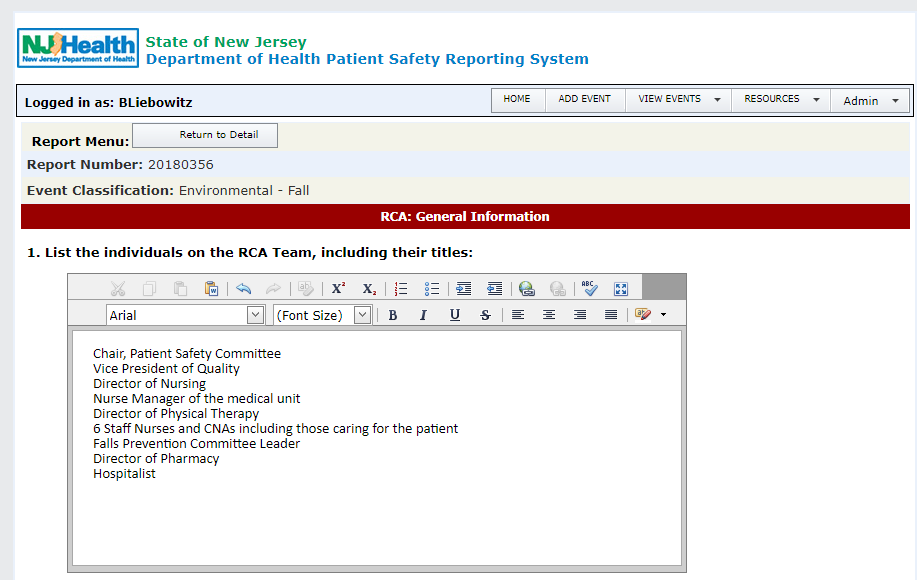 NJHealth
New Jersey Department of Health
State of New Jersey
Department of Health Patient Safety Reporting System
Logged in as: BLiebowitz
HOME ADD EVENT VIEW EVENTS RESOURCES Admin
Report Menu: Return to Detail
Report Number: 20180356
Event Classification: Environmental - Fall
RCA: General Information
1. List the individuals on the RCA Team, including their titles:
X² X₂ ABC
Arial (Font Size) B I U S
Chair, Patient Safety Committee
Vice President of Quality
Director of Nursing
Nurse Manager of the medical unit
Director of Physical Therapy
6 Staff Nurses and CNAs including those caring for the patient
Falls Prevention Committee Leader
Director of Pharmacy
Hospitalist